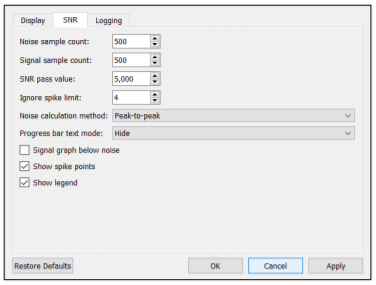 Display SNR Logging
Noise sample count: 500
Signal sample count: 500
SNR pass value: 5,000
Ignore spike limit: 4
Noise calculation method: Peak-to-peak
Progress bar text mode: Hide
Signal graph below noise
Show spike points
Show legend
Restore Defaults OK Cancel Apply